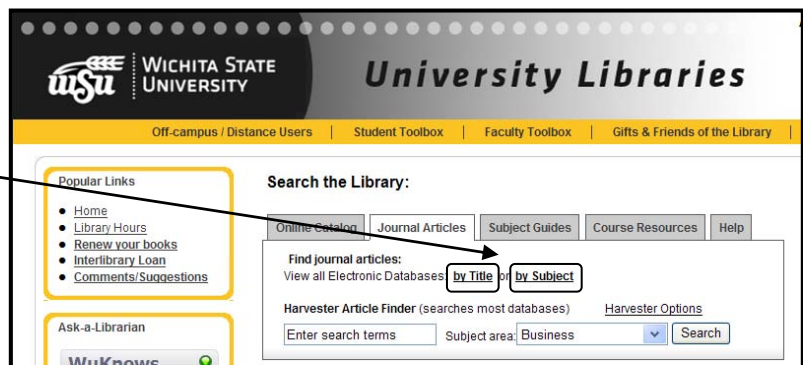 wsu
WICHITA STATE
UNIVERSITY
University Libraries
Off-campus / Distance Users | Student Toolbox | Faculty Toolbox | Gifts & Friends of the Library |
Popular Links
Home
Library Hours
Renew your books
Interlibrary Loan
Comments/Suggestions
Ask-a-Librarian
WuKnows
Search the Library:
Online Catalog Journal Articles Subject Guides Course Resources Help
Find journal articles:
View all Electronic Databases: by Title or by Subject
Harvester Article Finder (searches most databases) Harvester Options
Enter search terms Subject area: Business Search